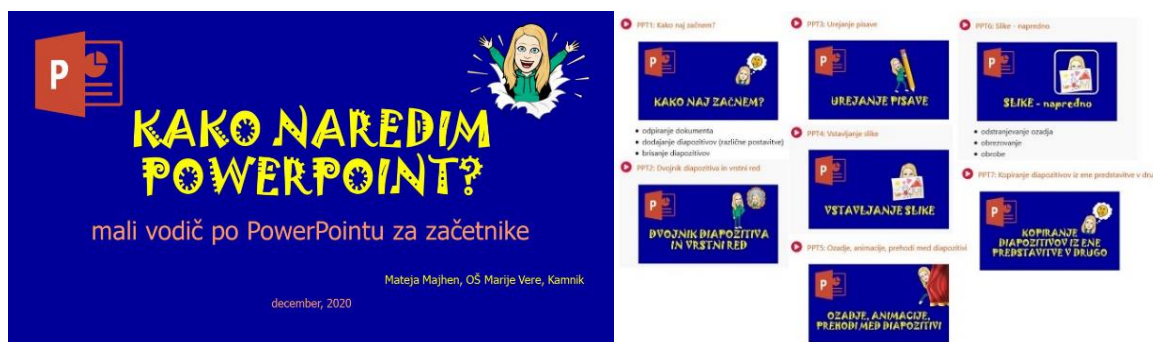 P
KAKO NAREDIM
POWERPOINT?
mali vodič po PowerPointu za začetnike
Mateja Majhen, OŠ Marije Vere, Kamnik
december, 2020
PPT1: Kako naj začnem?
P
KAKO NAJ ZAČNEM?
• odpiranje dokumenta
• dodajanje diapozitivov (različne postavitve)
• brisanje diapozitivov
PPT2: Dvojnik diapozitiva in vrstni red
P
DVOJNIK DIAPOZITIVA
IN VRSTNI RED
PPT3: Urejanje pisave
P
UREJANJE PISAVE
PPT4: Vstavljanje slike
P
VSTAVLJANJE SLIKE
PPT5: Ozadje, animacije, prehodi med diapozitivi
P
OZADJE, ANIMACIJE,
PREHODI MED DIAPOZITIVI
PPT6: Slike - napredno
P
SLIKE - napredno
• odstranjevanje ozadja
• obrezovanje
• obrobe
PPT7: Kopiranje diapozitivov iz ene predstavitve v dru
P
KOPIRANJE
DIAPOZITIVOV IZ ENE
PREDSTAVITVE V DRUGO